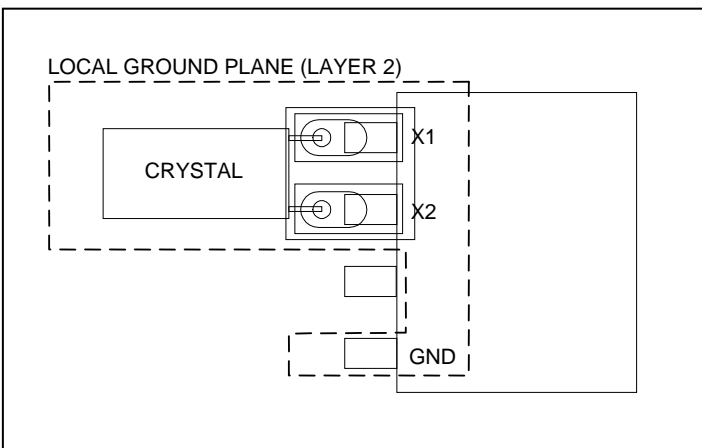 LOCAL GROUND PLANE (LAYER 2)
X1
CRYSTAL
X2
GND